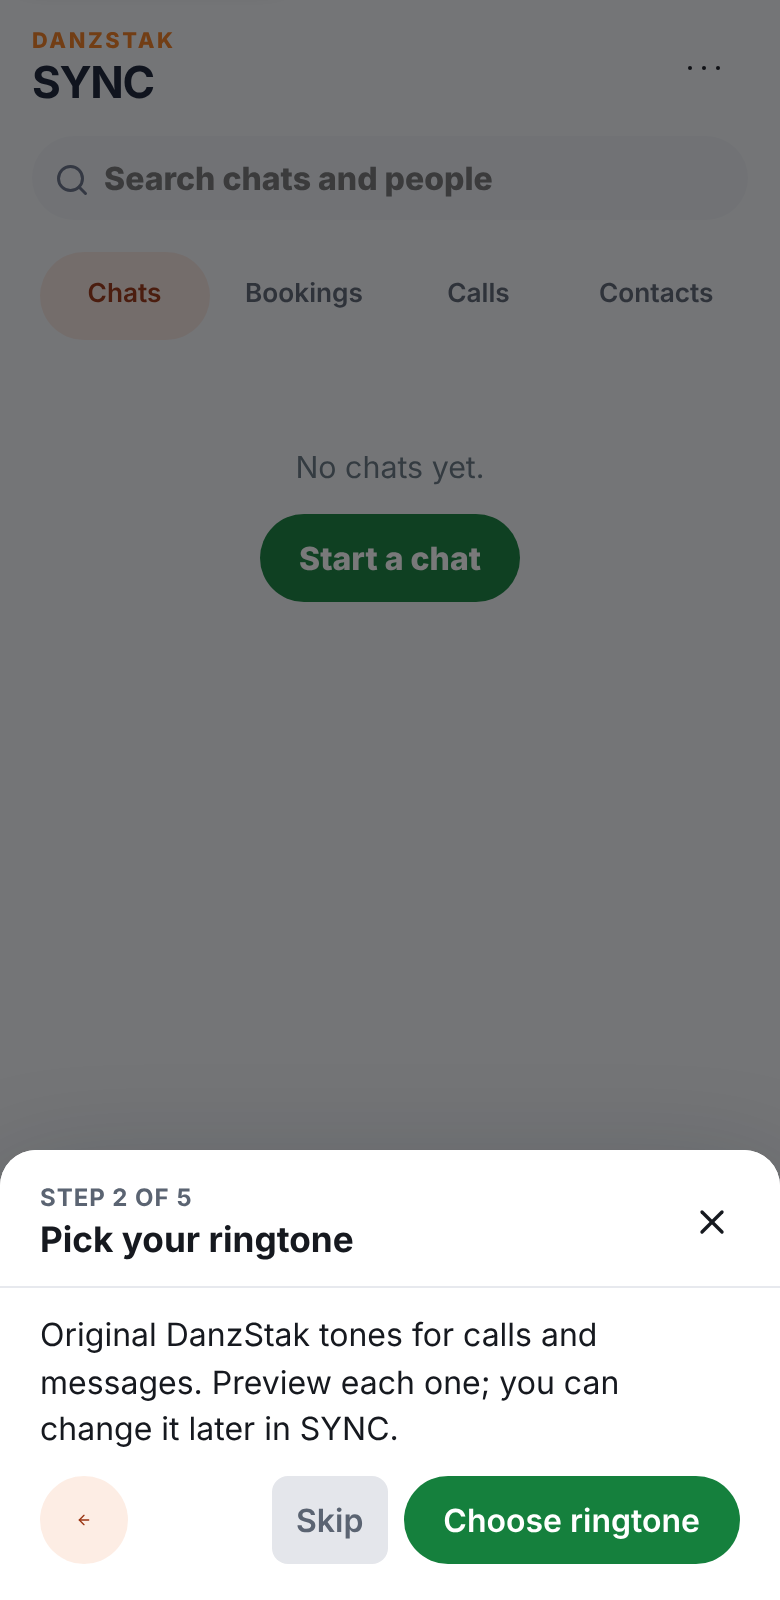 DANZSTAK
SYNC
...
Search chats and people
Chats Bookings Calls Contacts
No chats yet.
Start a chat
STEP 2 OF 5
Pick your ringtone
Original DanzStak tones for calls and
messages. Preview each one; you can
change it later in SYNC.
Skip Choose ringtone